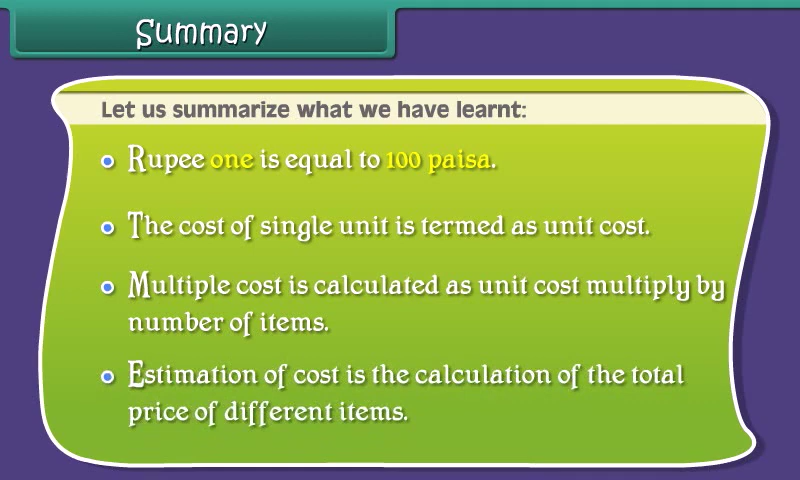 Summary
Let us summarize what we have learnt:
Rupee one is equal to 100 paisa.
The cost of single unit is termed as unit cost.
Multiple cost is calculated as unit cost multiply by
number of items.
Estimation of cost is the calculation of the total
price of different items.